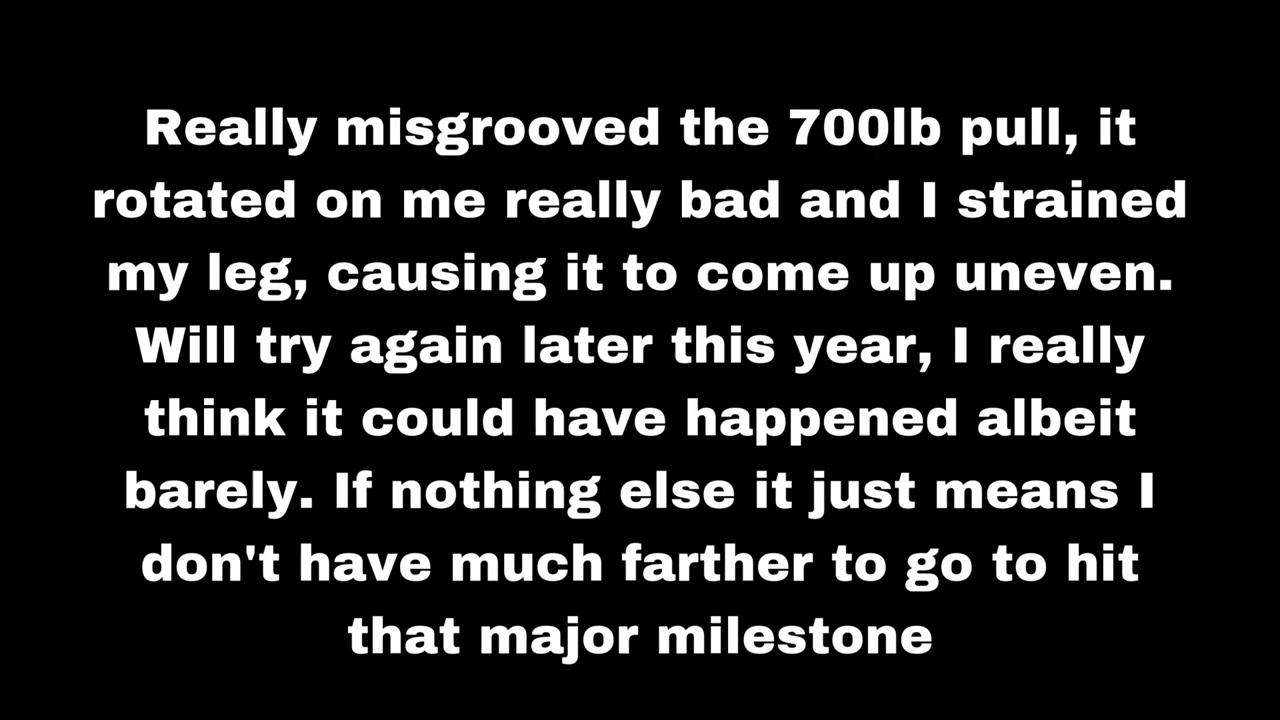 Really misgrooved the 700lb pull, it
rotated on me really bad and I strained
my leg, causing it to come up uneven.
Will try again later this year, I really
think it could have happened albeit
barely. If nothing else it just means I
don't have much farther to go to hit
that major milestone